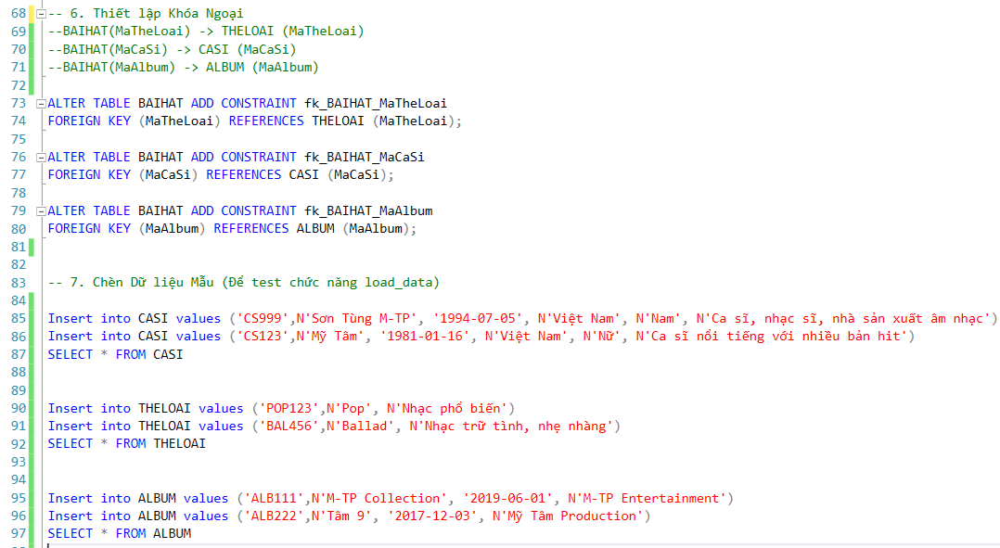 68 -- 6. Thiết lập Khóa Ngoại
69 --BAIHAT(MaTheLoai) -> THELOAI (MaTheLoai)
70 --BAIHAT(MaCaSi) -> CASI (MaCaSi)
71 --BAIHAT(MaAlbum) -> ALBUM (MaAlbum)
72
73 ALTER TABLE BAIHAT ADD CONSTRAINT fk_BAIHAT_MaTheLoai
74 FOREIGN KEY (MaTheLoai) REFERENCES THELOAI (MaTheLoai);
75
76 ALTER TABLE BAIHAT ADD CONSTRAINT fk_BAIHAT_MaCaSi
77 FOREIGN KEY (MaCaSi) REFERENCES CASI (MaCaSi);
78
79 ALTER TABLE BAIHAT ADD CONSTRAINT fk_BAIHAT_MaAlbum
80 FOREIGN KEY (MaAlbum) REFERENCES ALBUM (MaAlbum);
81
82
83 -- 7. Chèn Dữ liệu Mẫu (Để test chức năng load_data)
84
85 Insert into CASI values ('CS999',N'Sơn Tùng M-TP', '1994-07-05', N'Việt Nam', N'Nam', N'Ca sĩ, nhạc sĩ, nhà sản xuất âm nhạc')
86 Insert into CASI values ('CS123',N'Mỹ Tâm', '1981-01-16', N'Việt Nam', N'Nữ', N'Ca sĩ nổi tiếng với nhiều bản hit')
87 SELECT * FROM CASI
88
89
90 Insert into THELOAI values ('POP123',N'Pop', N'Nhạc phổ biến')
91 Insert into THELOAI values ('BAL456',N'Ballad', N'Nhạc trữ tình, nhẹ nhàng')
92 SELECT * FROM THELOAI
93
94
95 Insert into ALBUM values ('ALB111',N'M-TP Collection', '2019-06-01', N'M-TP Entertainment')
96 Insert into ALBUM values ('ALB222',N'Tâm 9', '2017-12-03', N'Mỹ Tâm Production')
97 SELECT * FROM ALBUM